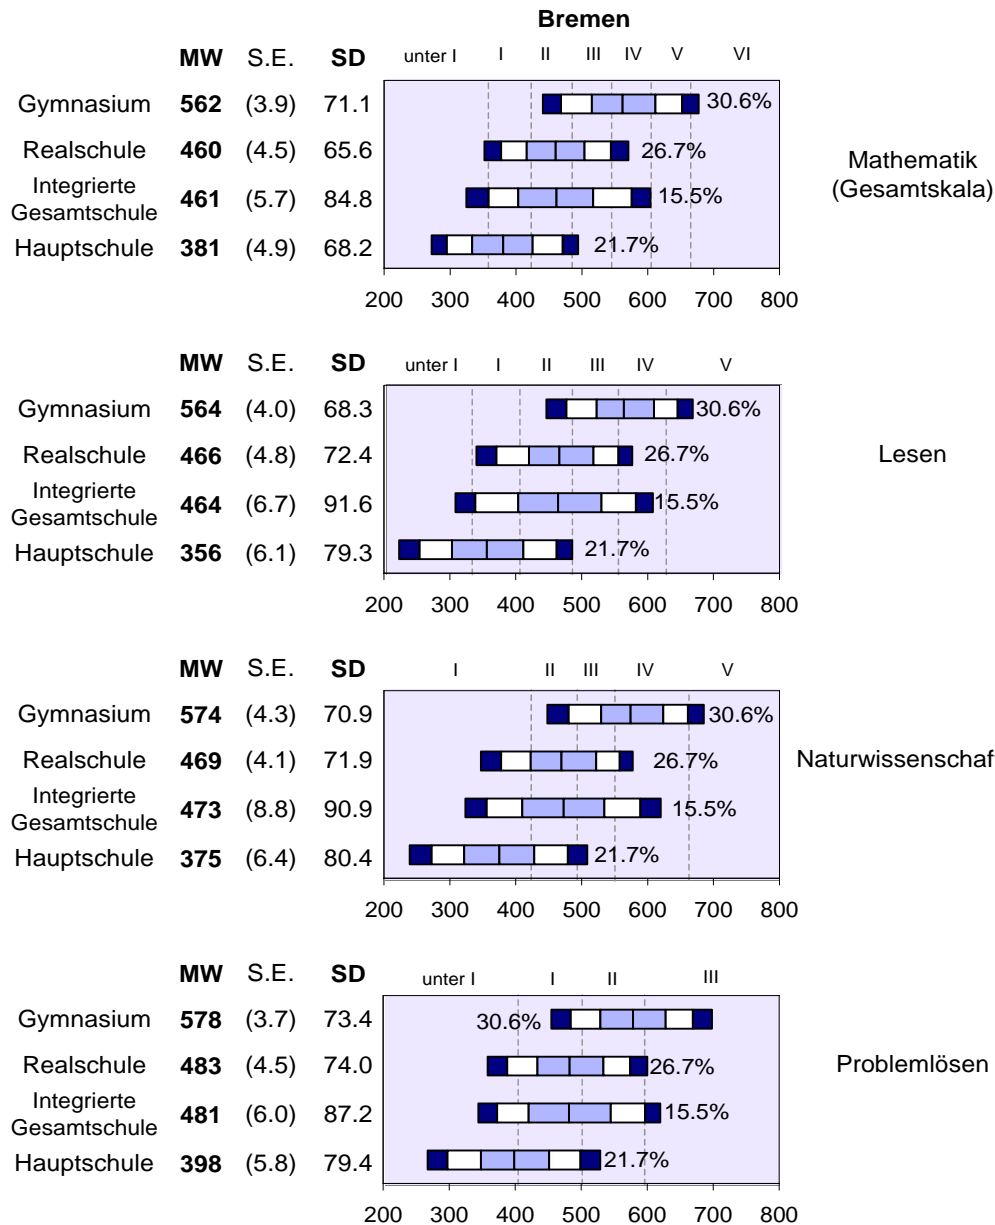 Bremen
MW S.E. SD unter I I II III IV V VI
Gymnasium 562 (3.9) 71.1 30.6%
Realschule 460 (4.5) 65.6 26.7%
Mathematik
(Gesamtskala)
Integrierte
Gesamtschule 461 (5.7) 84.8 15.5%
Hauptschule 381 (4.9) 68.2 21.7%
200 300 400 500 600 700 800
MW S.E. SD unter I I II III IV V
Gymnasium 564 (4.0) 68.3 30.6%
Realschule 466 (4.8) 72.4 26.7% Lesen
Integrierte
Gesamtschule 464 (6.7) 91.6 15.5%
Hauptschule 356 (6.1) 79.3 21.7%
200 300 400 500 600 700 800
MW S.E. SD I II III IV V
Gymnasium 574 (4.3) 70.9 30.6%
Realschule 469 (4.1) 71.9 26.7% Naturwissenschaf
Integrierte
Gesamtschule 473 (8.8) 90.9 15.5%
Hauptschule 375 (6.4) 80.4 21.7%
200 300 400 500 600 700 800
MW S.E. SD unter I I II III
Gymnasium 578 (3.7) 73.4 30.6%
Realschule 483 (4.5) 74.0 26.7% Problemlösen
Integrierte
Gesamtschule 481 (6.0) 87.2 15.5%
Hauptschule 398 (5.8) 79.4 21.7%
200 300 400 500 600 700 800